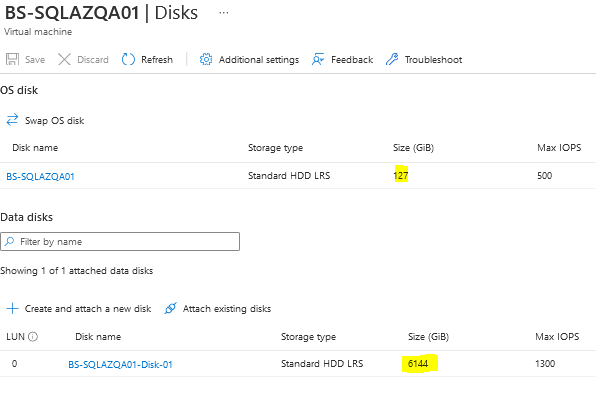 BS-SQLAZQA01 | Disks ...
Virtual machine
Save Discard Refresh Additional settings Feedback Troubleshoot
OS disk
Swap OS disk
Disk name Storage type Size (GiB) Max IOPS
BS-SQLAZQA01 Standard HDD LRS 127 500
Data disks
Filter by name
Showing 1 of 1 attached data disks
Create and attach a new disk Attach existing disks
LUN Disk name Storage type Size (GiB) Max IOPS
0 BS-SQLAZQA01-Disk-01 Standard HDD LRS 6144 1300